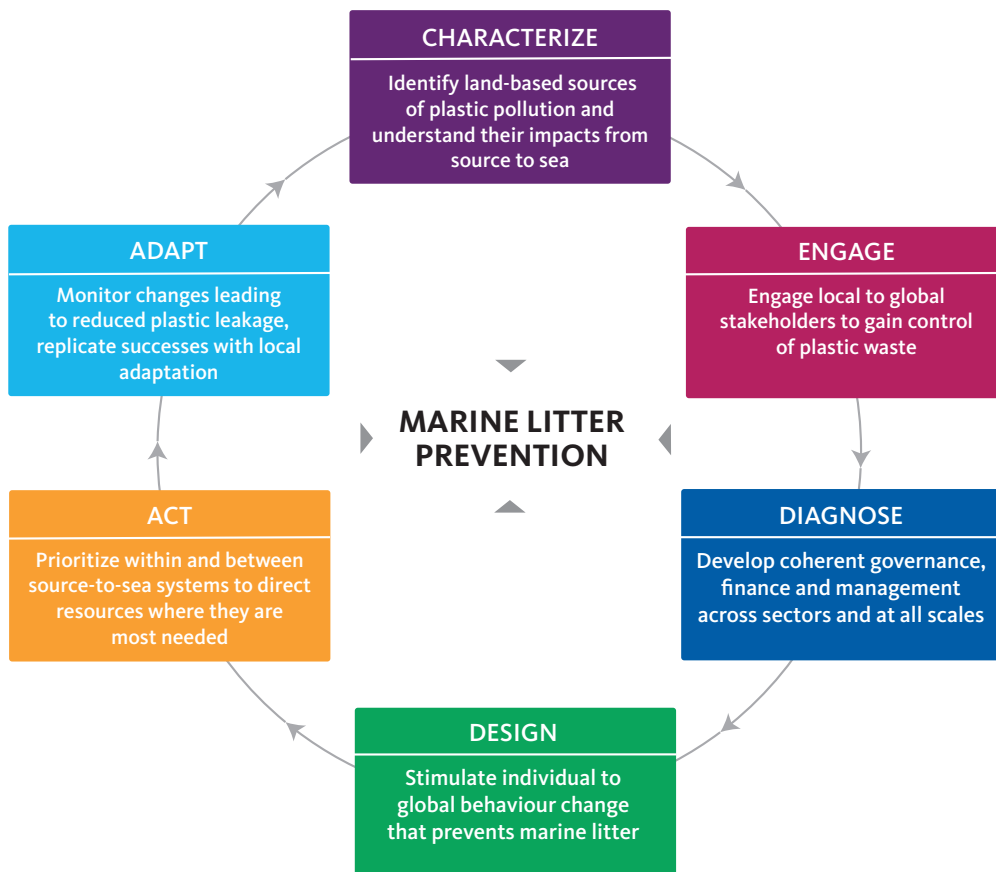 CHARACTERIZE
Identify land-based sources
of plastic pollution and
understand their impacts from
source to sea
ENGAGE
Engage local to global
stakeholders to gain control
of plastic waste
DIAGNOSE
Develop coherent governance,
finance and management
across sectors and at all scales
DESIGN
Stimulate individual to
global behaviour change
that prevents marine litter
ACT
Prioritize within and between
source-to-sea systems to direct
resources where they are
most needed
ADAPT
Monitor changes leading
to reduced plastic leakage,
replicate successes with local
adaptation
MARINE LITTER
PREVENTION